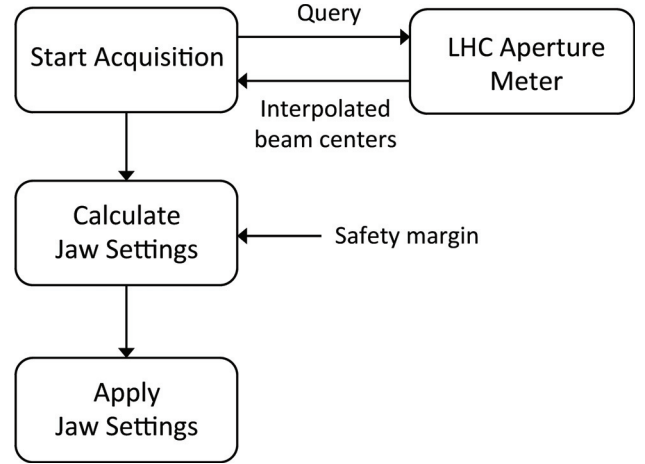 Query
Start Acquisition
LHC Aperture
Meter
Interpolated
beam centers
Calculate
Jaw Settings
Safety margin
Apply
Jaw Settings